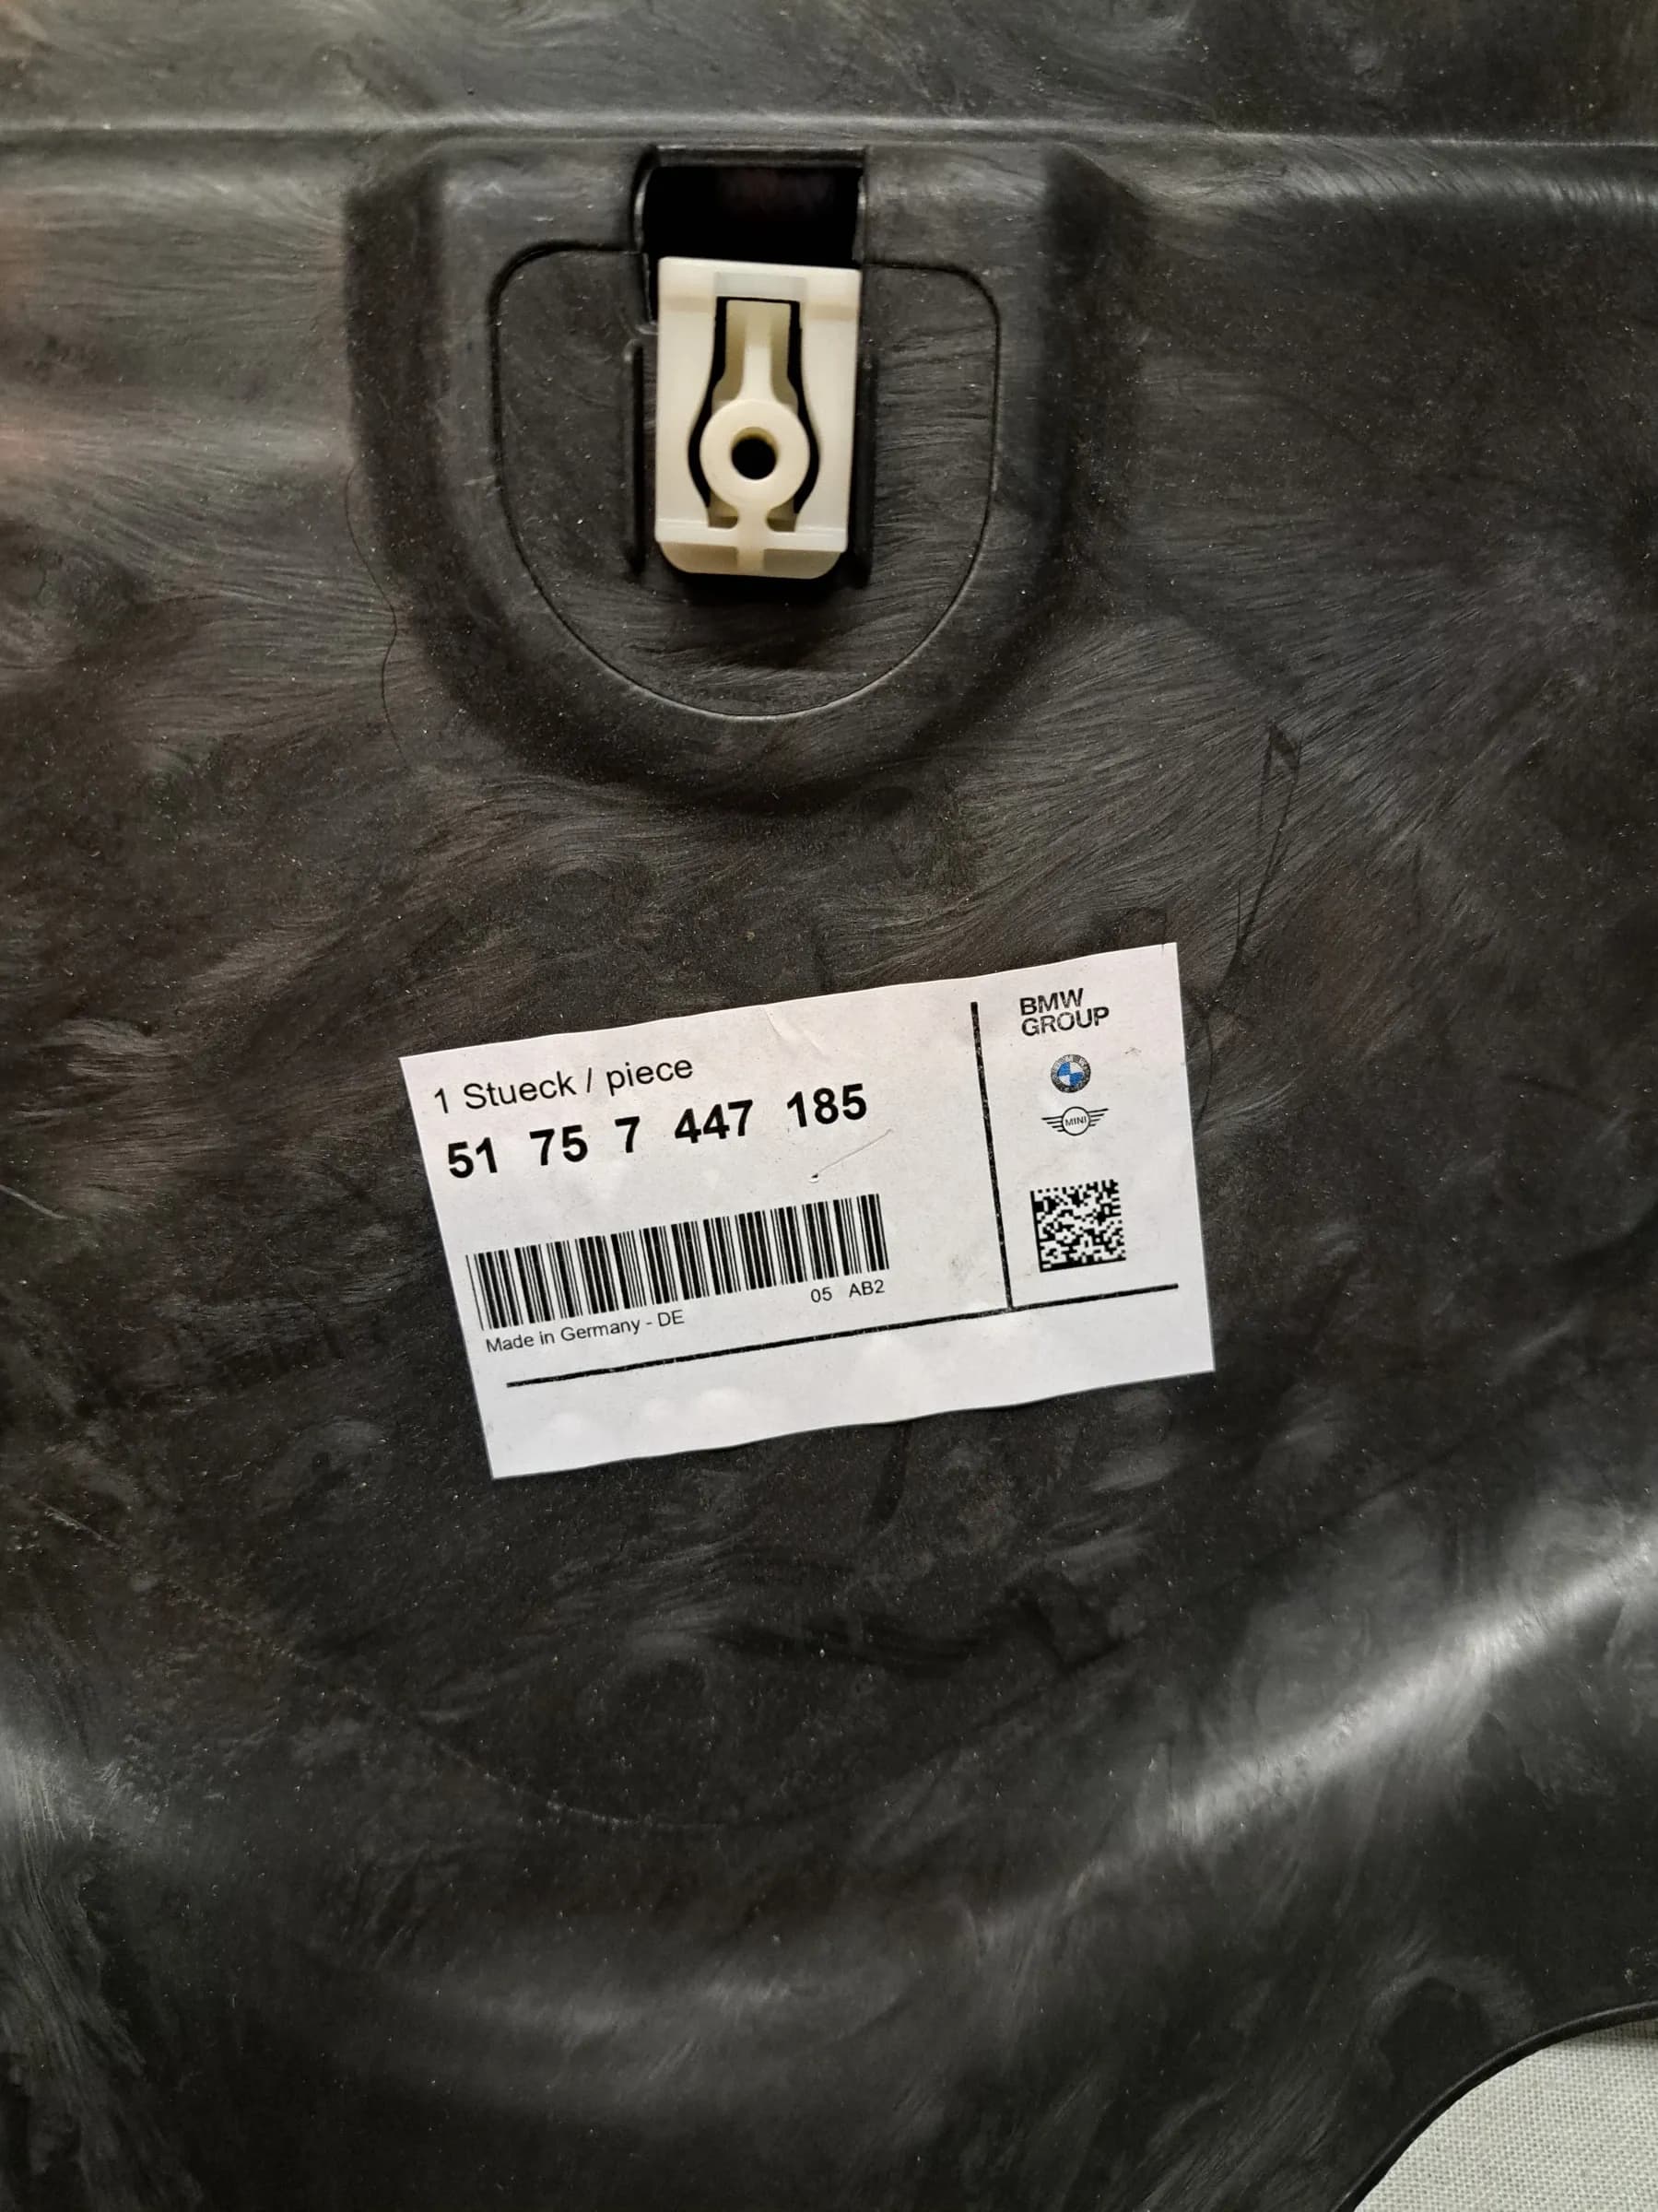 1 Stueck / piece
51 75 7 447 185
Made in Germany - DE
05 AB2
BMW
GROUP
MINI